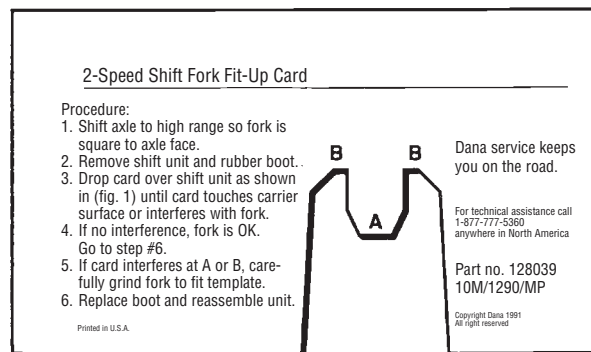 2-Speed Shift Fork Fit-Up Card
Procedure:
1. Shift axle to high range so fork is
square to axle face.
2. Remove shift unit and rubber boot.
3. Drop card over shift unit as shown
in (fig. 1) until card touches carrier
surface or interferes with fork.
4. If no interference, fork is OK.
Go to step #6.
5. If card interferes at A or B, care-
fully grind fork to fit template.
6. Replace boot and reassemble unit.
Printed in U.S.A.
B
B
A
Dana service keeps
you on the road.
For technical assistance call
1-877-777-5360
anywhere in North America
Part no. 128039
10M/1290/MP
Copyright Dana 1991
All right reserved